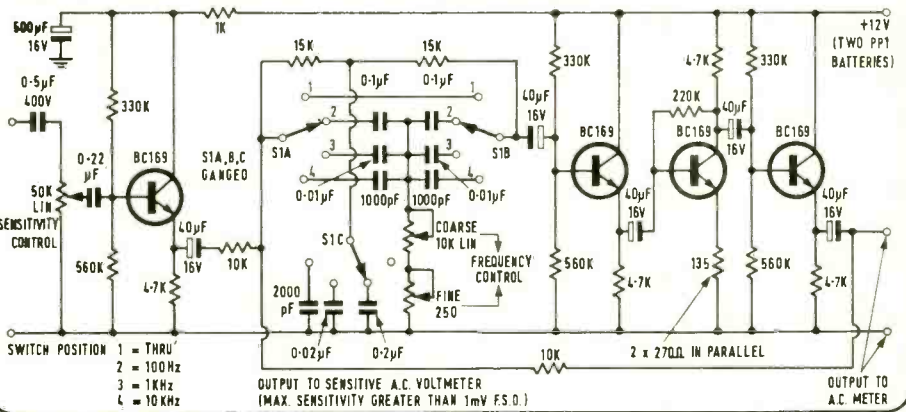 500µF
16V
1K
+12V
(TWO PP1
BATTERIES)
0·5µF
400V
330K
15K
15K
0·1µF
0·1µF
1
1
2
2
3
3
4
4
40µF
16V
330K
4·7K
330K
220K
40µF
16V
BC169
BC169
BC169
BC169
0·22
µF
S1A,B,C
GANGED
S1A
S1B
50K
LIN
SENSITIVITY
CONTROL
0·01µF
1000pF
1000pF
0·01µF
40µF
16V
40µF
16V
40µF
16V
S1C
COARSE
10K LIN
FREQUENCY
CONTROL
FINE
250
560K
4·7K
10K
560K
4·7K
135
560K
4·7K
2000
pF
0·02µF
0·2µF
2 x 270Ω IN PARALLEL
10K
SWITCH POSITION 1 = THRU'
2 = 100Hz
3 = 1KHz
4 = 10KHz
OUTPUT TO SENSITIVE A.C. VOLTMETER
(MAX. SENSITIVITY GREATER THAN 1mV F.S.D.)
OUTPUT TO
A.C. METER